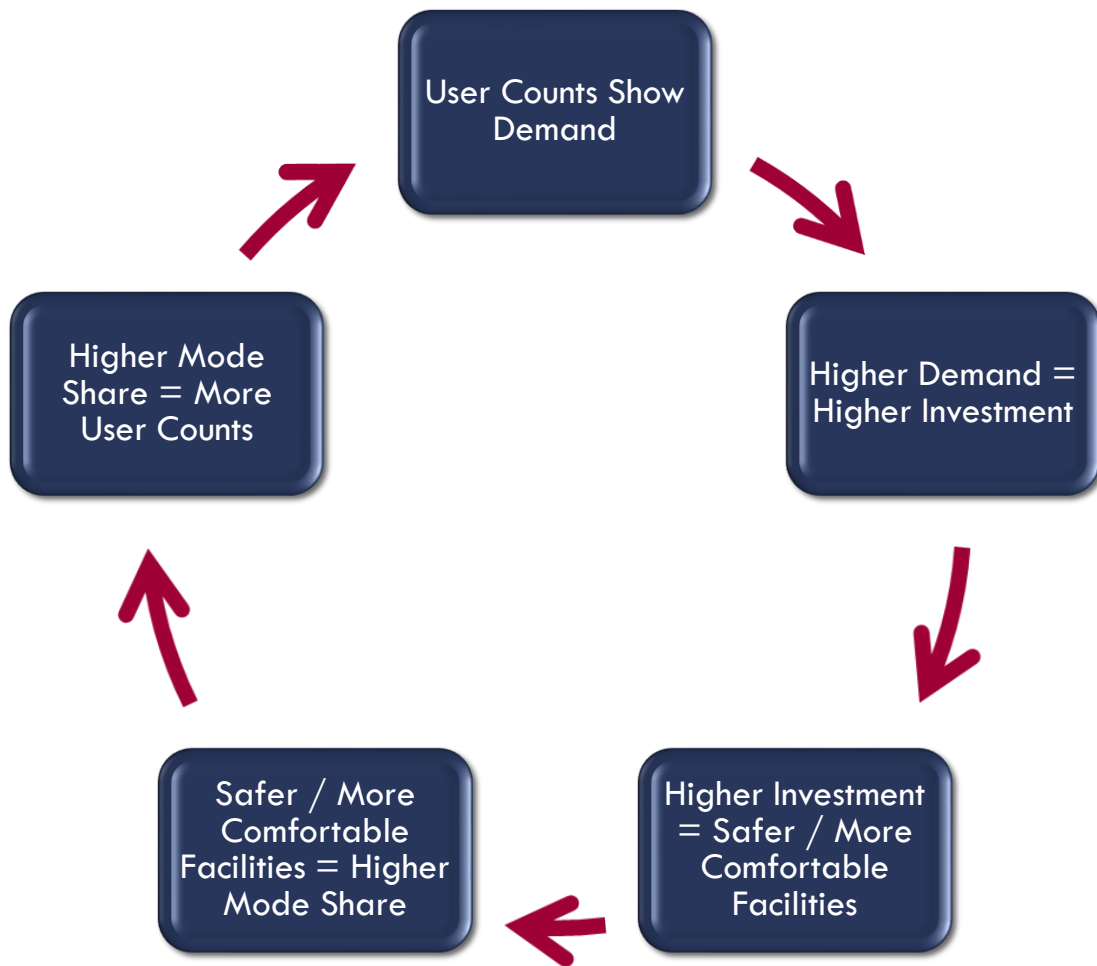 User Counts Show
Demand
Higher Demand =
Higher Investment
Higher Investment
= Safer / More
Comfortable
Facilities
Safer / More
Comfortable
Facilities = Higher
Mode Share
Higher Mode
Share = More
User Counts